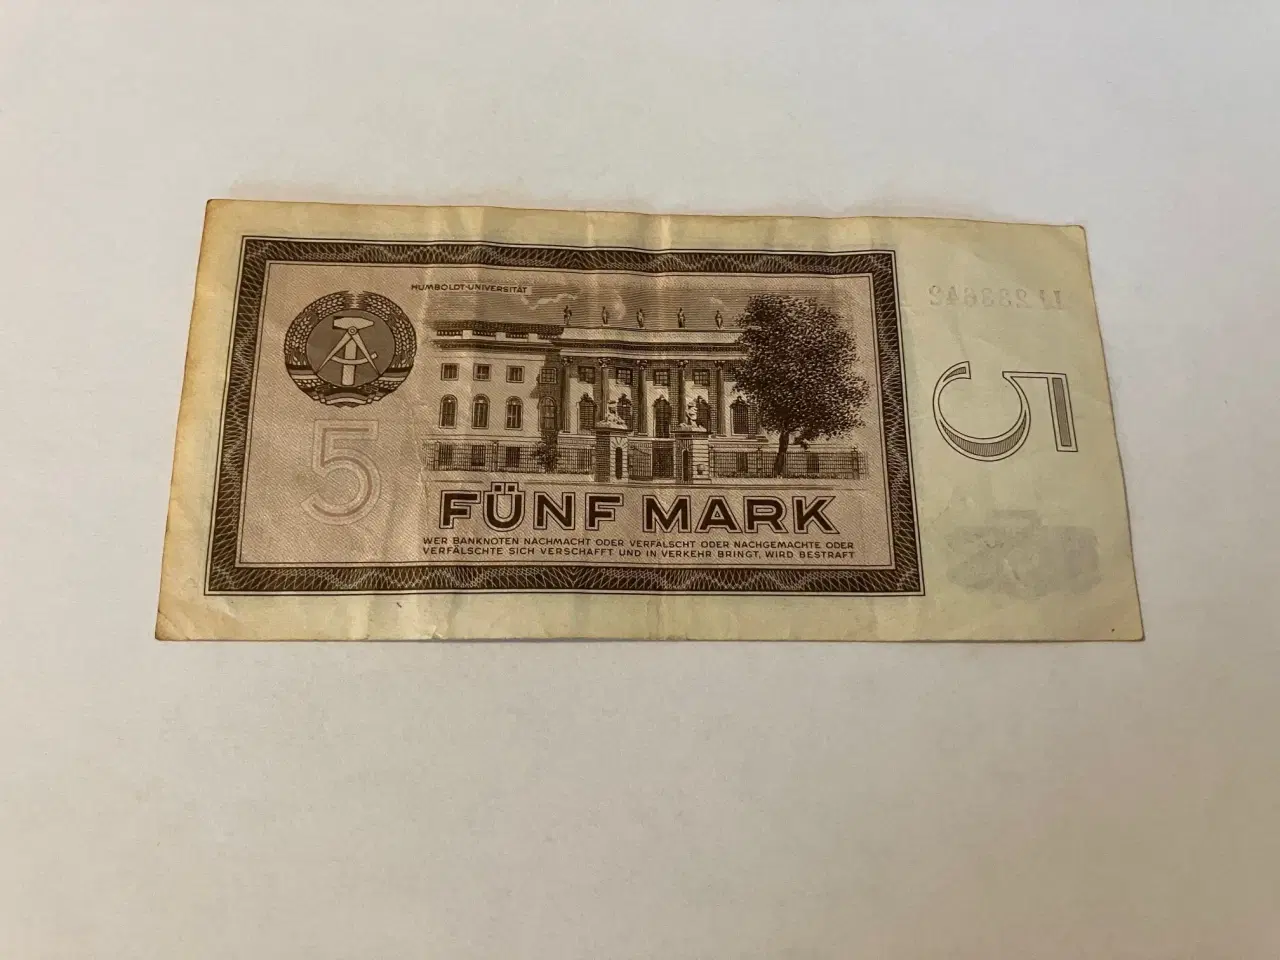 HUMBOLDT-UNIVERSITÄT
5
5
FÜNF MARK
WER BANKNOTEN NACHMACHT ODER VERFÄLSCHT ODER NACHGEMACHTE ODER
VERFÄLSCHTE SICH VERSCHAFFT UND IN VERKEHR BRINGT, WIRD BESTRAFT